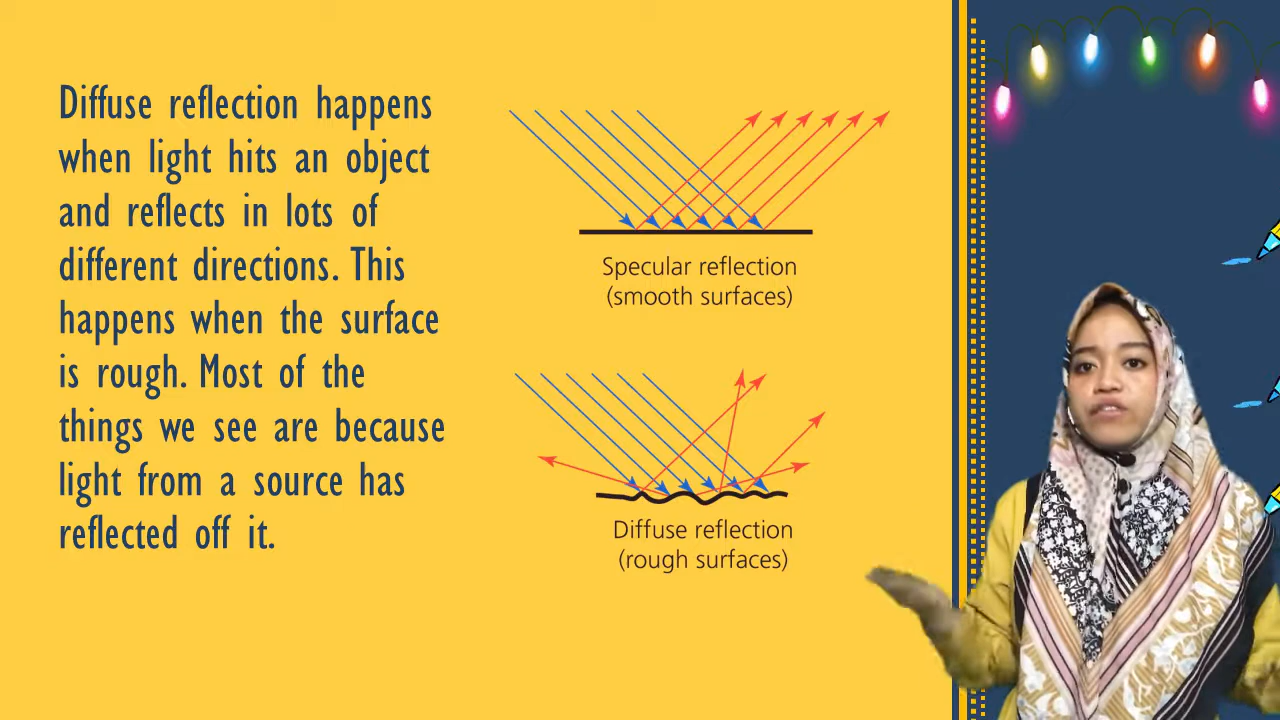 Diffuse reflection happens
when light hits an object
and reflects in lots of
different directions. This
happens when the surface
is rough. Most of the
things we see are because
light from a source has
reflected off it.
Specular reflection
(smooth surfaces)
Diffuse reflection
(rough surfaces)